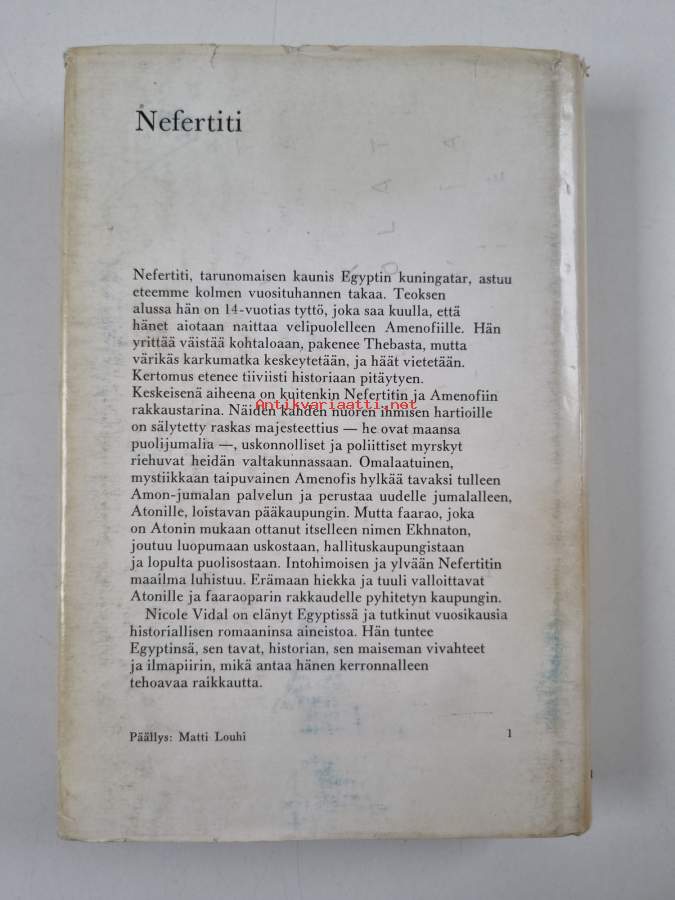 Nefertiti
Nefertiti, tarunomaisen kaunis Egyptin kuningatar, astuu
eteemme kolmen vuosituhannen takaa. Teoksen
alussa hän on 14-vuotias tyttö, joka saa kuulla, että
hänet aiotaan naittaa velipuolelleen Amenofiille. Hän
yrittää väistää kohtaloaan, pakenee Thebasta, mutta
värikäs karkumatka keskeytetään, ja häät vietetään.
Kertomus etenee tiiviisti historiaan pitäytyen.
Keskeisenä aiheena on kuitenkin Nefertitin ja Amenofiin
Antikvariaatti.net
rakkaustarina. Näiden kahden nuoren ihmisen hartioille
on sälytetty raskas majesteettius — he ovat maansa
puolijumalia —, uskonnolliset ja poliittiset myrskyt
riehuvat heidän valtakunnassaan. Omalaatuinen,
mystiikkaan taipuvainen Amenofis hylkää tavaksi tulleen
Amon-jumalan palvelun ja perustaa uudelle jumalalleen,
Atonille, loistavan pääkaupungin. Mutta faarao, joka
on Atonin mukaan ottanut itselleen nimen Ekhnaton,
joutuu luopumaan uskostaan, hallituskaupungistaan
ja lopulta puolisostaan. Intohimoisen ja ylvään Nefertitin
maailma luhistuu. Erämaan hiekka ja tuuli valloittavat
Atonille ja faaraoparin rakkaudelle pyhitetyn kaupungin.
Nicole Vidal on elänyt Egyptissä ja tutkinut vuosikausia
historiallisen romaaninsa aineistoa. Hän tuntee
Egyptinsä, sen tavat, historian, sen maiseman vivahteet
ja ilmapiirin, mikä antaa hänen kerronnalleen
tehoavaa raikkautta.
Päällys: Matti Louhi
1